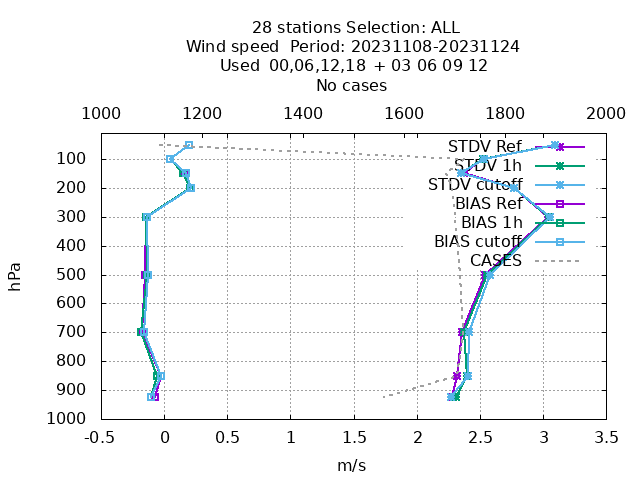 28 stations Selection: ALL
Wind speed  Period: 20231108-20231124
Used  00,06,12,18  + 03 06 09 12
No cases
1000 1200 1400 1600 1800 2000
STDV Ref
STDV 1h
STDV cutoff
BIAS Ref
BIAS 1h
BIAS cutoff
CASES
100
200
300
400
500
600
700
800
900
1000
hPa
-0.5 0 0.5 1 1.5 2 2.5 3 3.5
m/s